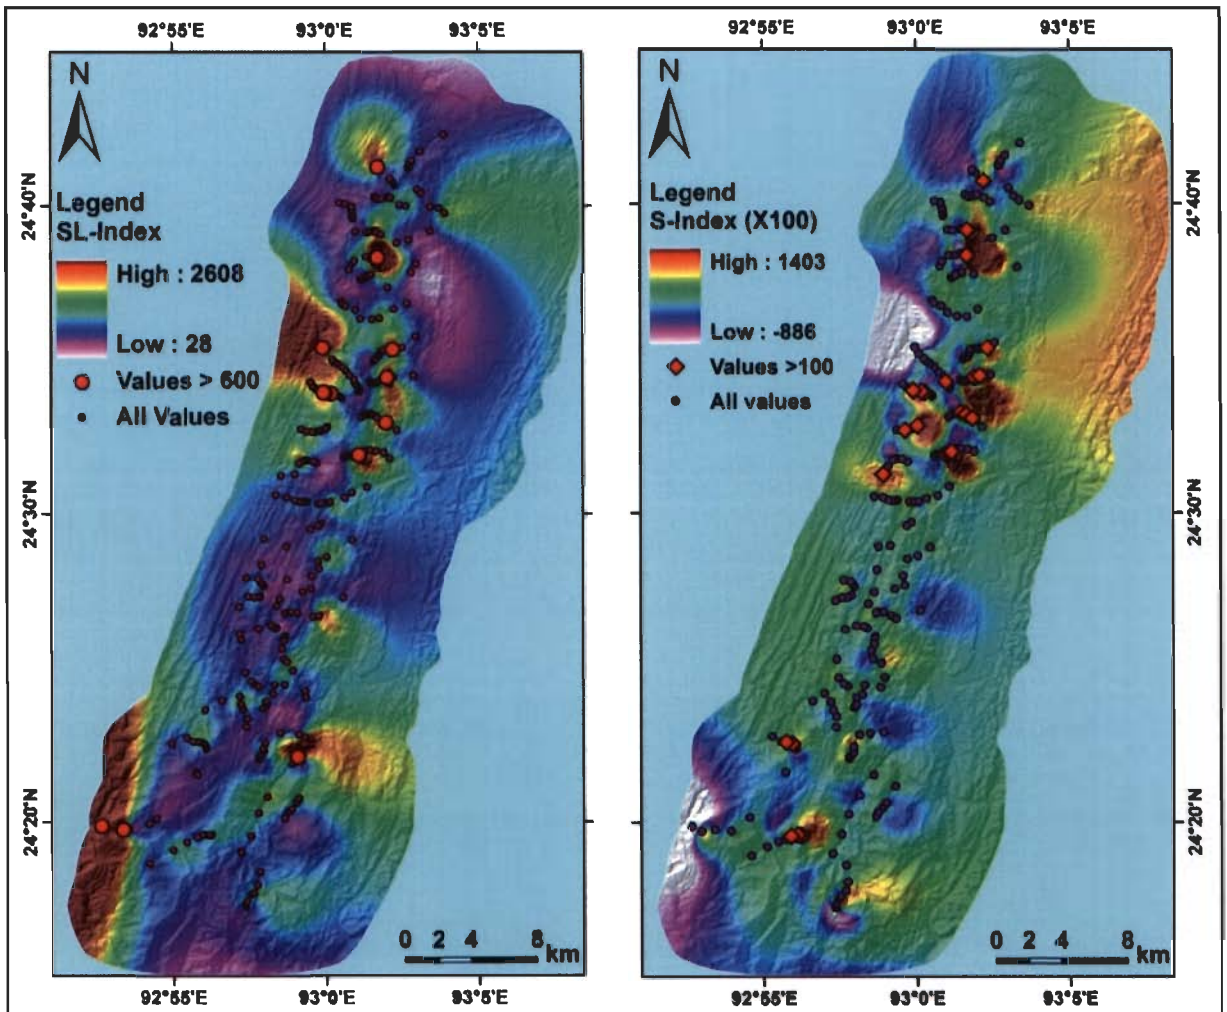 92°55'E 93°0'E 93°5'E
N
24°40'N
Legend
SL-Index
High : 2608
Low : 28
Values > 600
All Values
24°30'N
24°20'N
0 2 4 8 km
92°55'E 93°0'E 93°5'E
92°55'E 93°0'E 93°5'E
N
Legend
S-Index (X100)
High : 1403
Low : -886
Values >100
All values
24°40'N
24°30'N
24°20'N
0 2 4 8 km
92°55'E 93°0'E 93°5'E